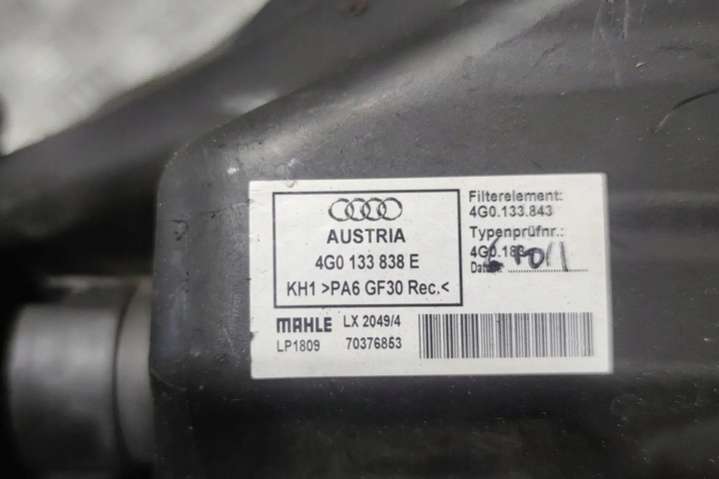 AUSTRIA
4G0 133 838 E
KH1 >PA6 GF30 Rec.<
MAHLE LX 2049/4
LP1809 70376853
Filterelement:
4G0.133.843
Typenprüfnr.: